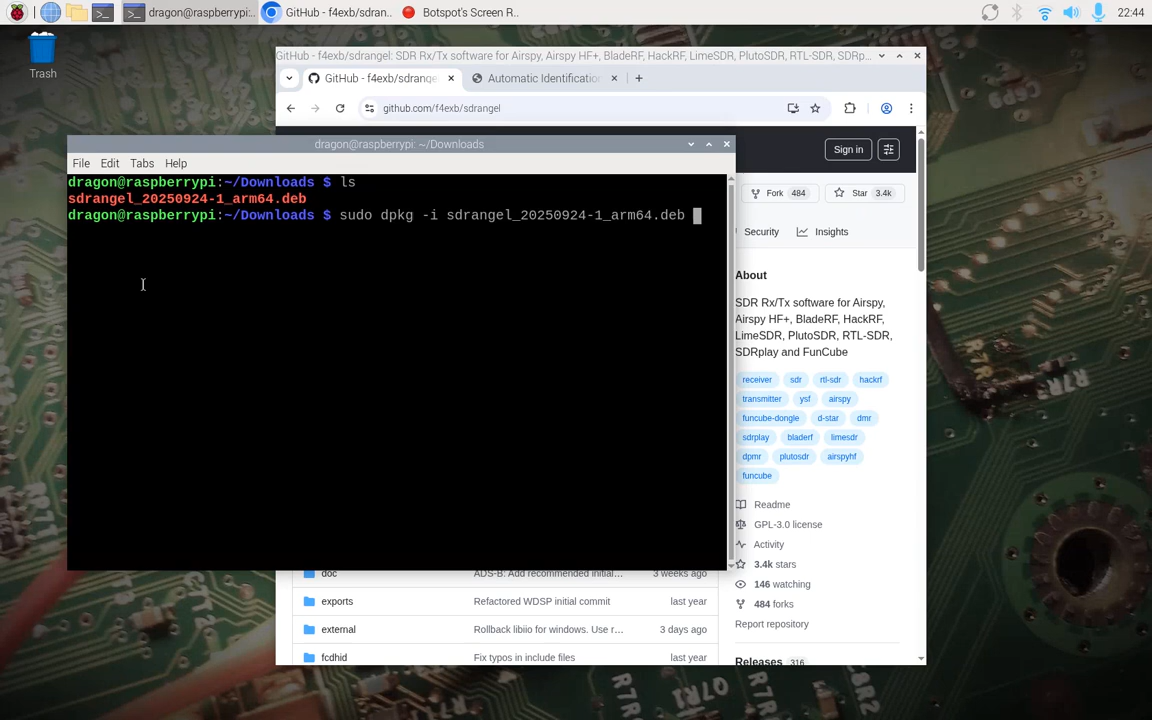 dragon@raspberrypi:...
GitHub - f4exb/sdran...
Botspot's Screen R...
22:44
Trash
GitHub - f4exb/sdrangel: SDR Rx/Tx software for Airspy, Airspy HF+, BladeRF, HackRF, LimeSDR, PlutoSDR, RTL-SDR, SDRp...
GitHub - f4exb/sdrange
Automatic Identificatio
github.com/f4exb/sdrangel
dragon@raspberrypi: ~/Downloads
File Edit Tabs Help
dragon@raspberrypi:~/Downloads $ ls
sdrangel_20250924-1_arm64.deb
dragon@raspberrypi:~/Downloads $ sudo dpkg -i sdrangel_20250924-1_arm64.deb
Sign in
Fork 484
Star 3.4k
Security
Insights
About
SDR Rx/Tx software for Airspy,
Airspy HF+, BladeRF, HackRF,
LimeSDR, PlutoSDR, RTL-SDR,
SDRplay and FunCube
receiver sdr rtl-sdr hackrf
transmitter ysf airspy
funcube-dongle d-star dmr
sdrplay bladerf limesdr
dpmr plutosdr airspyhf
funcube
Readme
GPL-3.0 license
Activity
3.4k stars
146 watching
484 forks
Report repository
Releases 316
doc ADS-B: Add recommended initial... 3 weeks ago
exports Refactored WDSP initial commit last year
external Rollback libiio for windows. Use r... 3 days ago
fcdhid Fix typos in include files last year